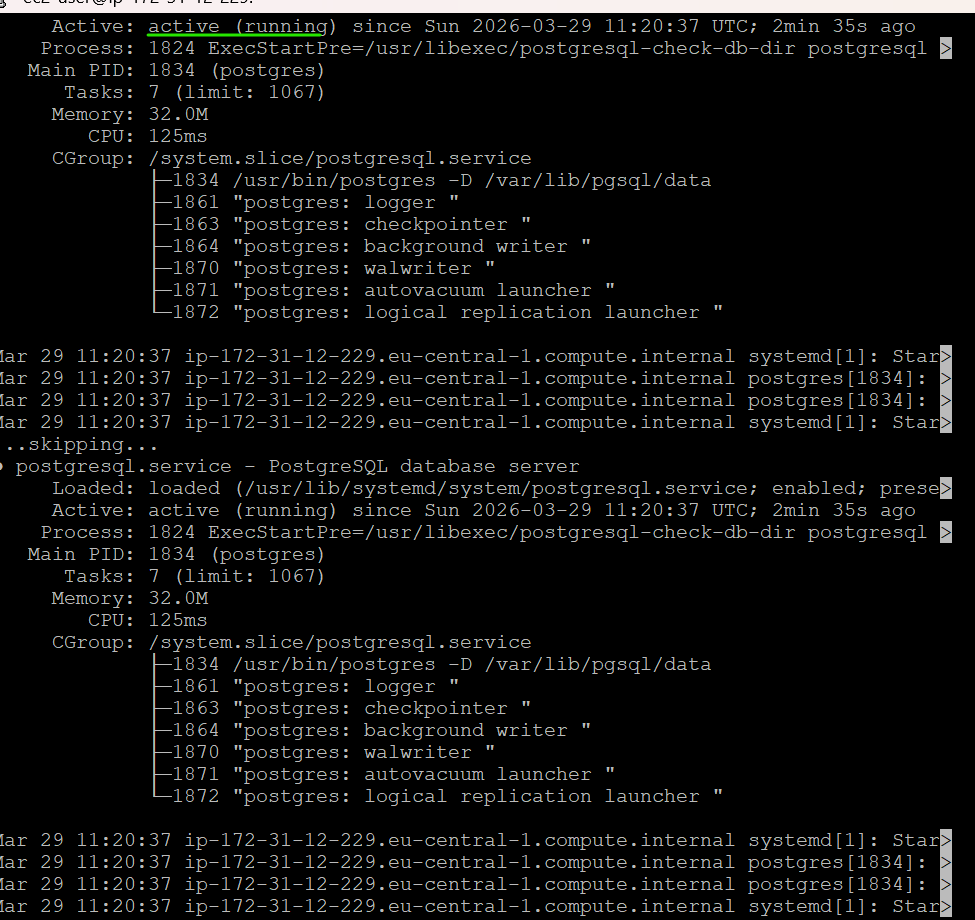 ec2-user@ip-172-31-12-229:
Active: active (running) since Sun 2026-03-29 11:20:37 UTC; 2min 35s ago
Process: 1824 ExecStartPre=/usr/libexec/postgresql-check-db-dir postgresql >
Main PID: 1834 (postgres)
Tasks: 7 (limit: 1067)
Memory: 32.0M
CPU: 125ms
CGroup: /system.slice/postgresql.service
├─1834 /usr/bin/postgres -D /var/lib/pgsql/data
├─1861 "postgres: logger "
├─1863 "postgres: checkpointer "
├─1864 "postgres: background writer "
├─1870 "postgres: walwriter "
├─1871 "postgres: autovacuum launcher "
└─1872 "postgres: logical replication launcher "
Mar 29 11:20:37 ip-172-31-12-229.eu-central-1.compute.internal systemd[1]: Star>
Mar 29 11:20:37 ip-172-31-12-229.eu-central-1.compute.internal postgres[1834]: >
Mar 29 11:20:37 ip-172-31-12-229.eu-central-1.compute.internal postgres[1834]: >
Mar 29 11:20:37 ip-172-31-12-229.eu-central-1.compute.internal systemd[1]: Star>
...skipping...
● postgresql.service - PostgreSQL database server
Loaded: loaded (/usr/lib/systemd/system/postgresql.service; enabled; prese>
Active: active (running) since Sun 2026-03-29 11:20:37 UTC; 2min 35s ago
Process: 1824 ExecStartPre=/usr/libexec/postgresql-check-db-dir postgresql >
Main PID: 1834 (postgres)
Tasks: 7 (limit: 1067)
Memory: 32.0M
CPU: 125ms
CGroup: /system.slice/postgresql.service
├─1834 /usr/bin/postgres -D /var/lib/pgsql/data
├─1861 "postgres: logger "
├─1863 "postgres: checkpointer "
├─1864 "postgres: background writer "
├─1870 "postgres: walwriter "
├─1871 "postgres: autovacuum launcher "
└─1872 "postgres: logical replication launcher "
Mar 29 11:20:37 ip-172-31-12-229.eu-central-1.compute.internal systemd[1]: Star>
Mar 29 11:20:37 ip-172-31-12-229.eu-central-1.compute.internal postgres[1834]: >
Mar 29 11:20:37 ip-172-31-12-229.eu-central-1.compute.internal postgres[1834]: >
Mar 29 11:20:37 ip-172-31-12-229.eu-central-1.compute.internal systemd[1]: Star>